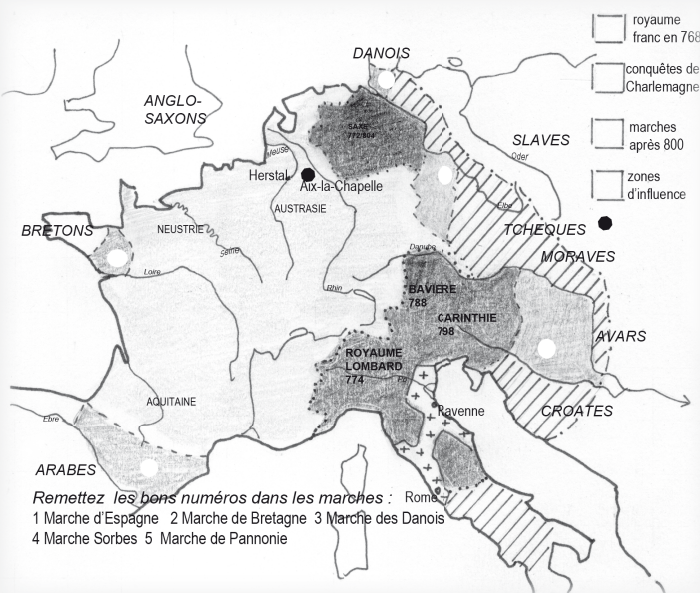 royaume
franc en 768
conquêtes de
Charlemagne
marches
après 800
zones
d'influence
DANOIS
ANGLO-
SAXONS
SAXE
772/804
SLAVES
Oder
Meuse
Herstal
Aix-la-Chapelle
Elbe
AUSTRASIE
BRETONS
NEUSTRIE
Seine
TCHEQUES
MORAVES
Danube
Loire
Rhin
BAVIERE
788
CARINTHIE
798
AVARS
ROYAUME
LOMBARD
774
Po
AQUITAINE
Ravenne
CROATES
Ebre
ARABES
Remettez les bons numéros dans les marches :
Rome
1 Marche d'Espagne 2 Marche de Bretagne 3 Marche des Danois
4 Marche Sorbes 5 Marche de Pannonie